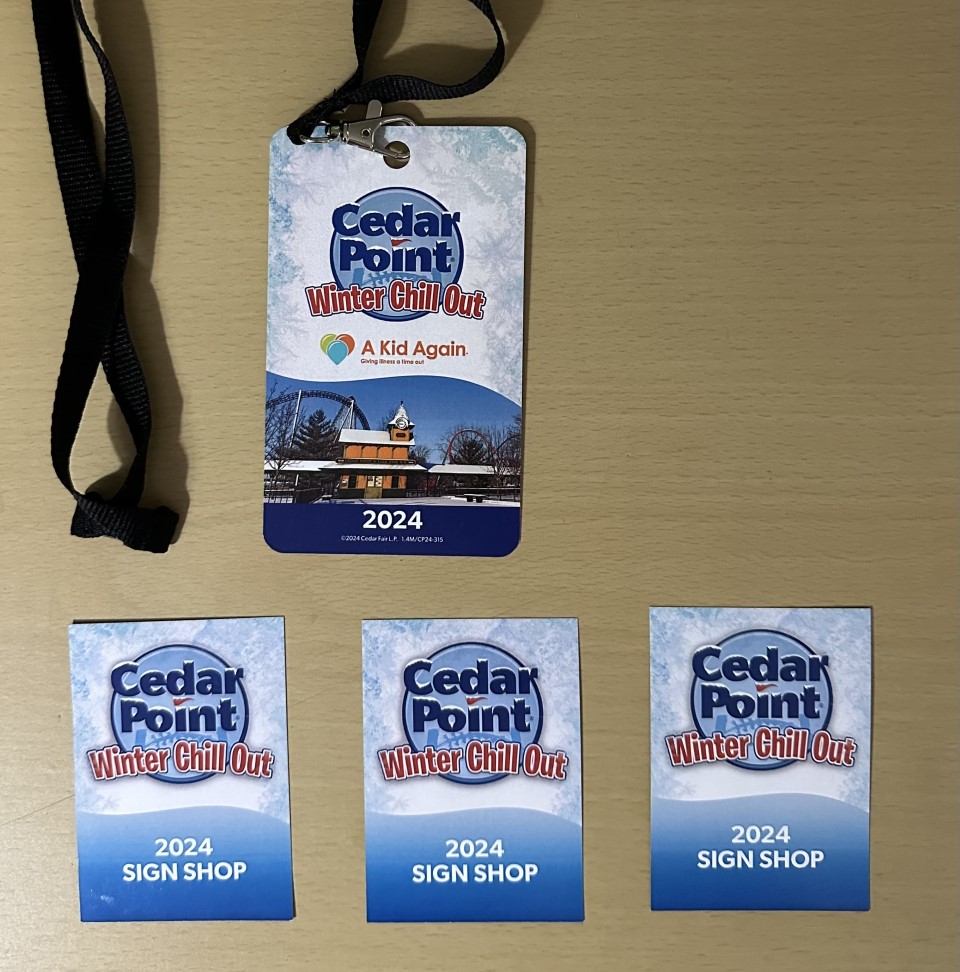 Cedar
Point
Winter Chill Out
A Kid Again
Giving illness a time out
2024
©2024 Cedar Fair L.P. 1.4M/CP24-315
Cedar
Point
Winter Chill Out
2024
SIGN SHOP
Cedar
Point
Winter Chill Out
2024
SIGN SHOP
Cedar
Point
Winter Chill Out
2024
SIGN SHOP